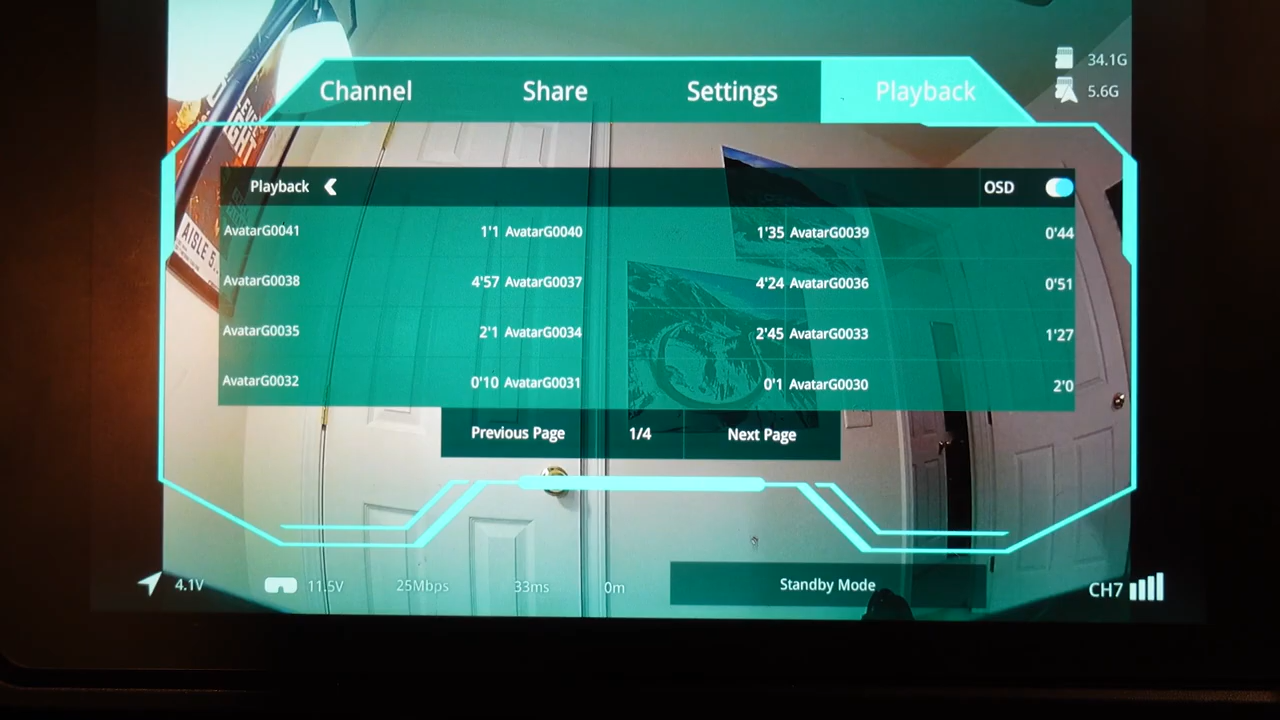 34.1G
Channel Share Settings Playback
5.6G
Playback OSD
AvatarG0041 1'1 AvatarG0040 1'35 AvatarG0039 0'44
AvatarG0038 4'57 AvatarG0037 4'24 AvatarG0036 0'51
AvatarG0035 2'1 AvatarG0034 2'45 AvatarG0033 1'27
AvatarG0032 0'10 AvatarG0031 0'1 AvatarG0030 2'0
Previous Page 1/4 Next Page
4.1V 11.5V 25Mbps 33ms 0m Standby Mode CH7
AISLE 5..